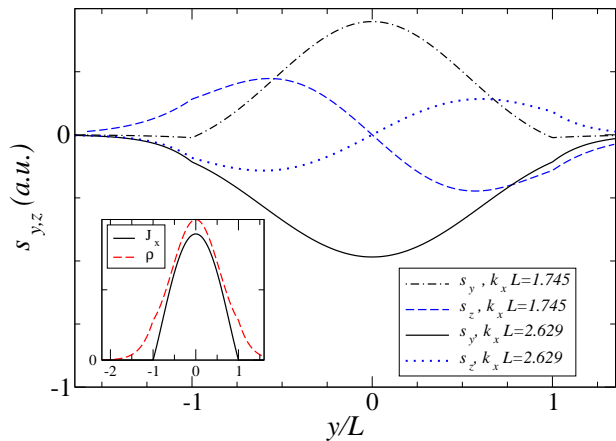 s_{y,z} (a.u.)
0
-1
-1
0
1
y/L
J_x
ρ
0
-2
-1
0
1
s_y , k_x L=1.745
s_z , k_x L=1.745
s_y, k_x L=2.629
s_z, k_x L=2.629